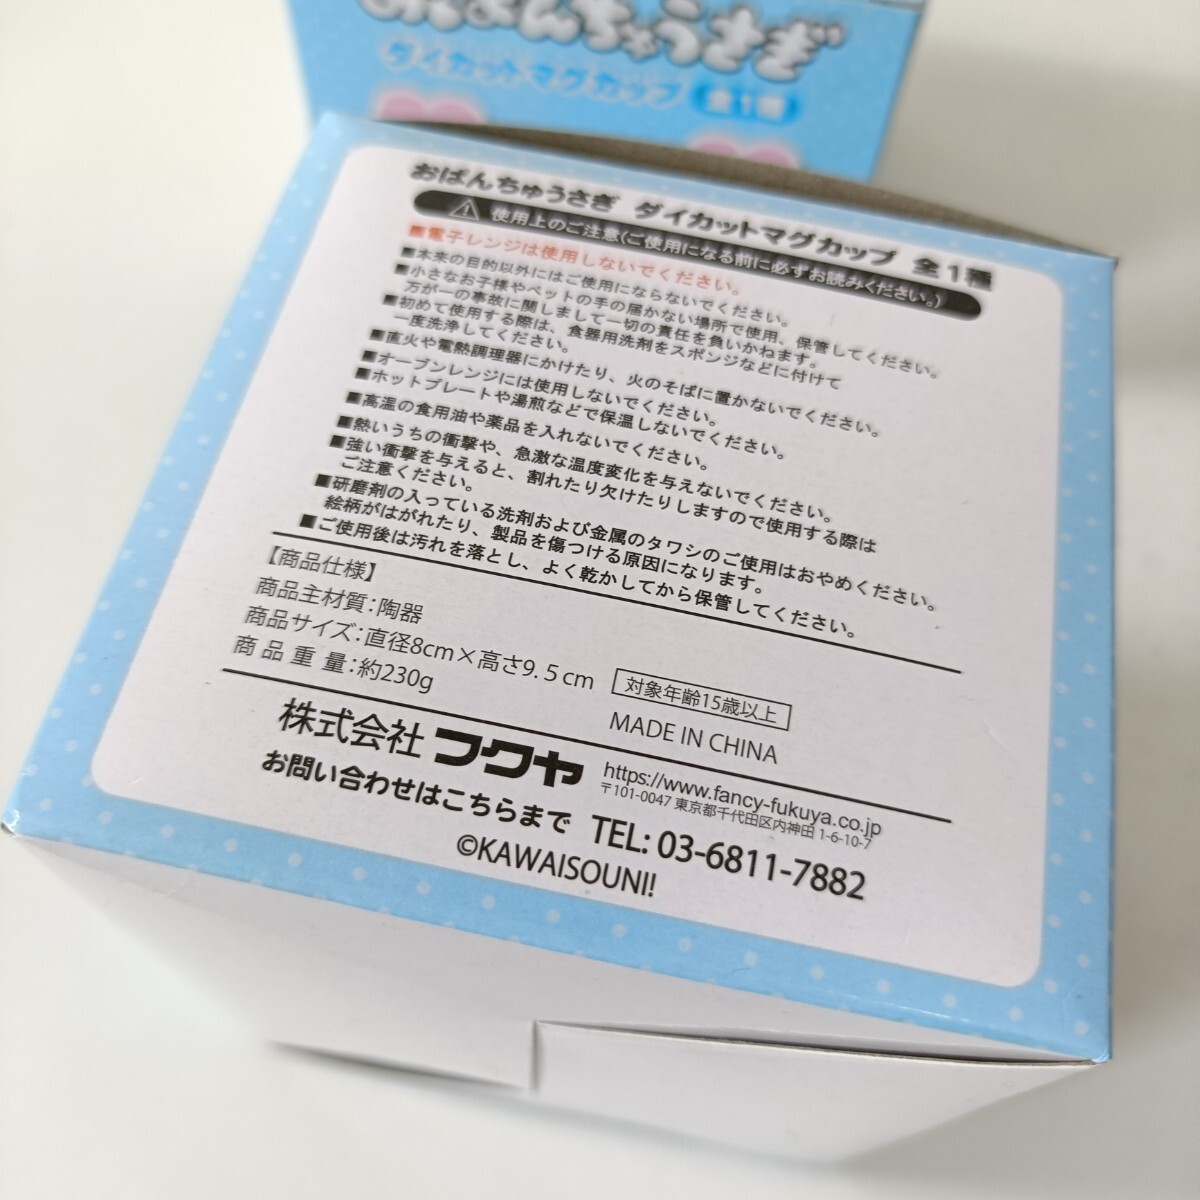 おぱんちゅうさぎ
ダイカットマグカップ 全1種
おぱんちゅうさぎ ダイカットマグカップ 全1種
使用上のご注意(ご使用になる前に必ずお読みください。)
■電子レンジは使用しないでください。
■本来の目的以外にはご使用にならないでください。
■小さなお子様やペットの手の届かない場所で使用、保管してください。
万が一の事故に関しまして一切の責任を負いかねます。
■初めて使用する際は、食器用洗剤をスポンジなどに付けて
一度洗浄してください。
■直火や電熱調理器にかけたり、火のそばに置かないでください。
■オーブンレンジには使用しないでください。
■ホットプレートや湯煎などで保温しないでください。
■高温の食用油や薬品を入れないでください。
■熱いうちの衝撃や、急激な温度変化を与えないでください。
■強い衝撃を与えると、割れたり欠けたりしますので使用する際は
ご注意ください。
■研磨剤の入っている洗剤および金属のタワシのご使用はおやめください。
絵柄がはがれたり、製品を傷つける原因になります。
■ご使用後は汚れを落とし、よく乾かしてから保管してください。
【商品仕様】
商品主材質:陶器
商品サイズ:直径8cm×高さ9.5cm
商品重量:約230g
対象年齢15歳以上
MADE IN CHINA
株式会社フクヤ
https://www.fancy-fukuya.co.jp
〒101-0047 東京都千代田区内神田1-6-10-7
お問い合わせはこちらまで TEL: 03-6811-7882
©KAWAISOUNI!